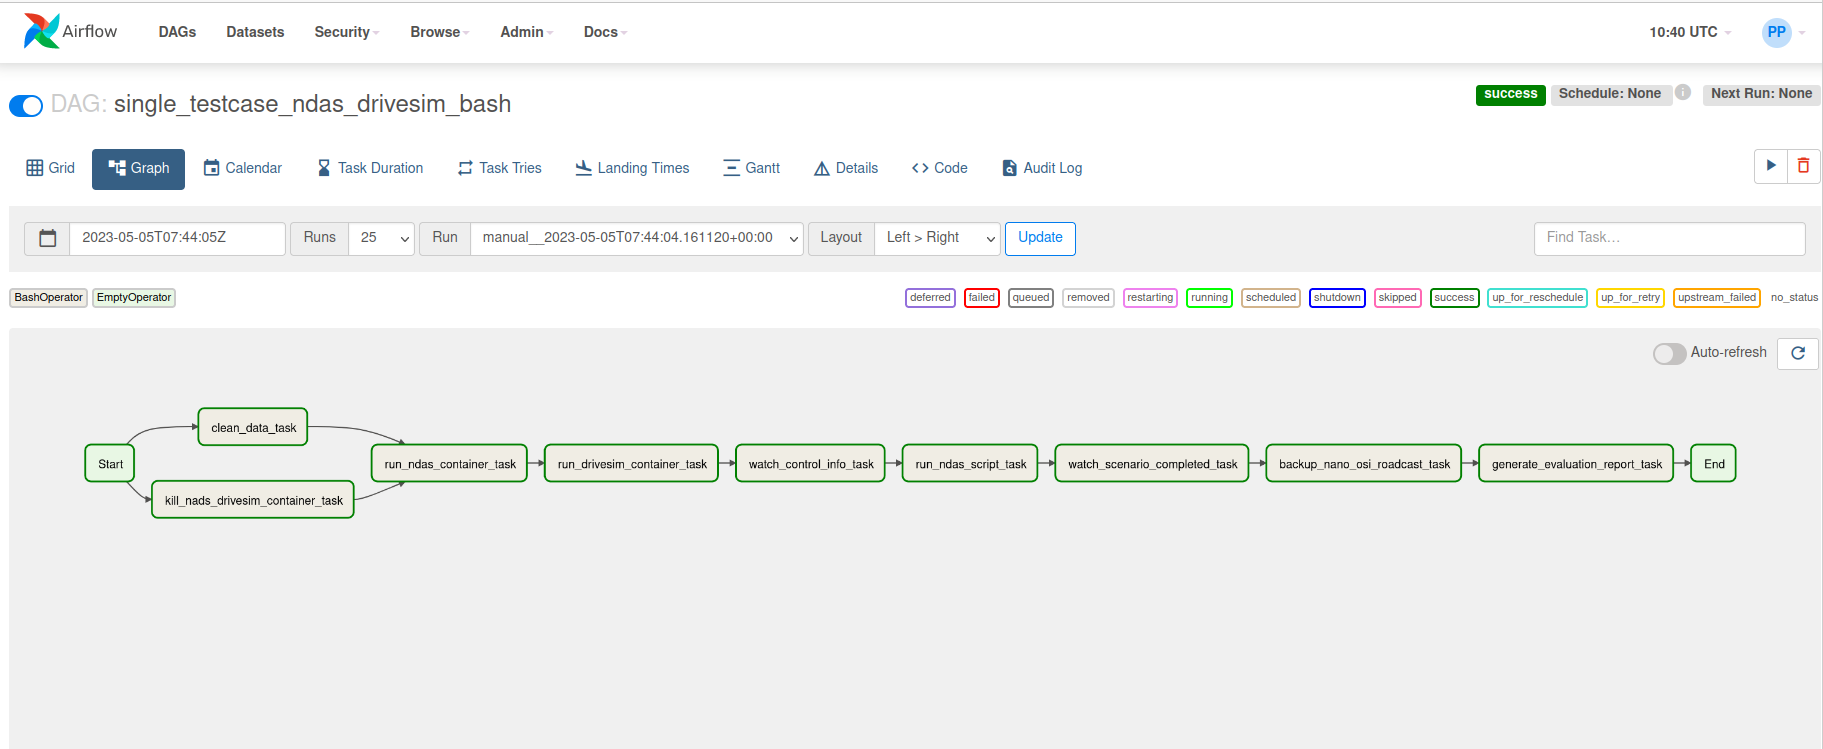 Airflow DAGs Datasets Security Browse Admin Docs 10:40 UTC PP
DAG: single_testcase_ndas_drivesim_bash success Schedule: None i Next Run: None
Grid Graph Calendar Task Duration Task Tries Landing Times Gantt Details Code Audit Log
2023-05-05T07:44:05Z Runs 25 Run manual__2023-05-05T07:44:04.161120+00:00 Layout Left > Right Update Find Task...
BashOperator EmptyOperator deferred failed queued removed restarting running scheduled shutdown skipped success up_for_reschedule up_for_retry upstream_failed no_status
Auto-refresh
clean_data_task
Start run_ndas_container_task run_drivesim_container_task watch_control_info_task run_ndas_script_task watch_scenario_completed_task backup_nano_osi_roadcast_task generate_evaluation_report_task End
kill_nads_drivesim_container_task